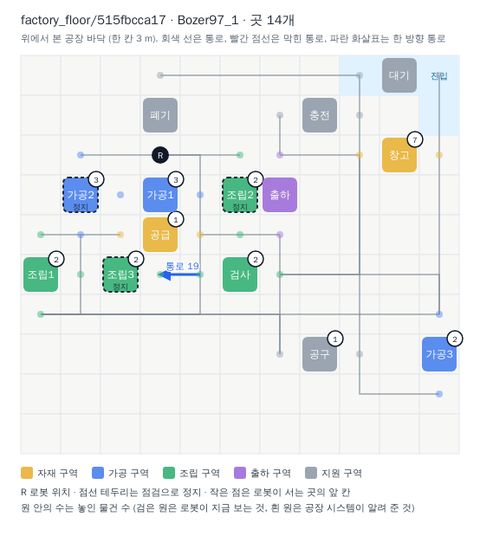 factory_floor/515fbcca17 · Bozer97_1 · 곳 14개
위에서 본 공장 바닥 (한 칸 3 m). 회색 선은 통로, 빨간 점선은 막힌 통로, 파란 화살표는 한 방향 통로
대기
진입
폐기
충전
R
창고
7
가공2
정지
3
가공1
3
조립2
정지
2
출하
공급
1
통로 19
조립1
2
조립3
정지
2
검사
2
공구
1
가공3
2
자재 구역
가공 구역
조립 구역
출하 구역
지원 구역
R 로봇 위치 · 점선 테두리는 점검으로 정지 · 작은 점은 로봇이 서는 곳의 앞 칸
원 안의 수는 놓인 물건 수 (검은 원은 로봇이 지금 보는 것, 흰 원은 공장 시스템이 알려 준 것)